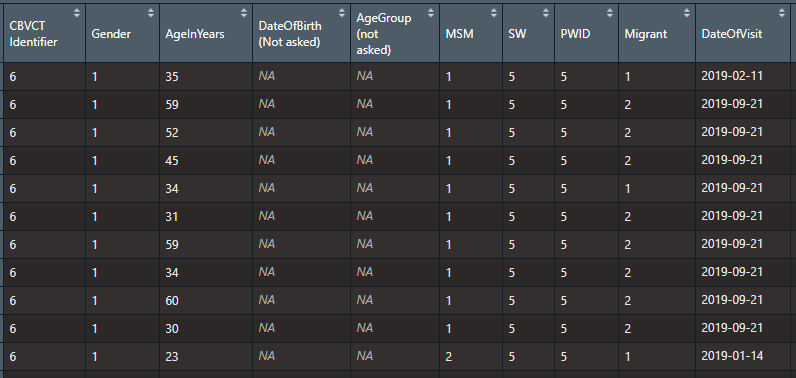 CBVCT Identifier Gender AgeInYears DateOfBirth (Not asked) AgeGroup (not asked) MSM SW PWID Migrant DateOfVisit
6 1 35 NA NA 1 5 5 1 2019-02-11
6 1 59 NA NA 1 5 5 2 2019-09-21
6 1 52 NA NA 1 5 5 2 2019-09-21
6 1 45 NA NA 1 5 5 2 2019-09-21
6 1 34 NA NA 1 5 5 1 2019-09-21
6 1 31 NA NA 1 5 5 2 2019-09-21
6 1 59 NA NA 1 5 5 2 2019-09-21
6 1 34 NA NA 1 5 5 2 2019-09-21
6 1 60 NA NA 1 5 5 2 2019-09-21
6 1 30 NA NA 1 5 5 2 2019-09-21
6 1 23 NA NA 2 5 5 1 2019-01-14